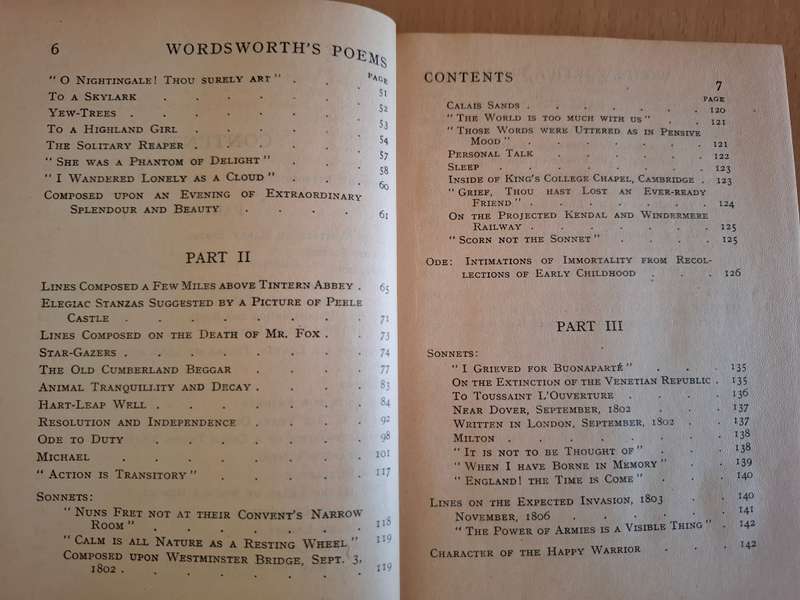 6 WORDSWORTH'S POEMS
PAGE
"O Nightingale! Thou surely art" . . . 51
To a Skylark . . . . . . 52
Yew-Trees . . . . . . . 53
To a Highland Girl . . . . . 54
The Solitary Reaper . . . . . 57
"She was a Phantom of Delight" . . . 58
"I Wandered Lonely as a Cloud" . . . 60
Composed upon an Evening of Extraordinary
Splendour and Beauty . . . . 61
PART II
Lines Composed a Few Miles above Tintern Abbey . 65
Elegiac Stanzas Suggested by a Picture of Peele
Castle . . . . . . . 71
Lines Composed on the Death of Mr. Fox . . 73
Star-Gazers . . . . . . . 74
The Old Cumberland Beggar . . . . 77
Animal Tranquillity and Decay . . . . 83
Hart-Leap Well . . . . . . 84
Resolution and Independence . . . . 92
Ode to Duty . . . . . . 98
Michael . . . . . . . 101
"Action is Transitory" . . . . . 117
Sonnets:
"Nuns Fret not at their Convent's Narrow
Room" . . . . . . . 118
"Calm is all Nature as a Resting Wheel" 119
Composed upon Westminster Bridge, Sept. 3,
1802 . . . . . . . 119
CONTENTS 7
PAGE
Calais Sands . . . . . . . 120
"The World is too much with us" . . . 121
"Those Words were Uttered as in Pensive
Mood" . . . . . . . 121
Personal Talk . . . . . . 122
Sleep . . . . . . . . 123
Inside of King's College Chapel, Cambridge . 123
"Grief, Thou hast Lost an Ever-ready
Friend" . . . . . . . 124
On the Projected Kendal and Windermere
Railway . . . . . . . 125
"Scorn not the Sonnet" . . . . 125
Ode: Intimations of Immortality from Recol-
lections of Early Childhood . . . 126
PART III
Sonnets:
"I Grieved for Buonaparté" . . . 135
On the Extinction of the Venetian Republic . 135
To Toussaint L'Ouverture . . . . 136
Near Dover, September, 1802 . . . 137
Written in London, September, 1802 . . 137
Milton . . . . . . . 138
"It is not to be Thought of" . . . 138
"When I have Borne in Memory" . . 139
"England! the Time is Come" . . . 140
Lines on the Expected Invasion, 1803 . . 140
November, 1806 . . . . . 141
"The Power of Armies is a Visible Thing" . 142
Character of the Happy Warrior . . . 142